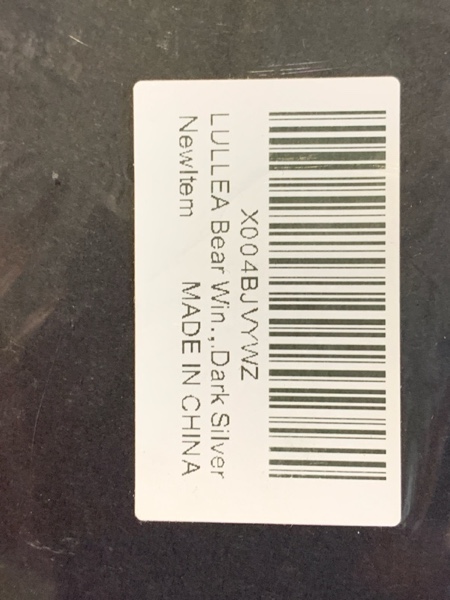 X004BJVYWZ
LULLEA Bear Win.,.Dark Silver
NewItem MADE IN CHINA